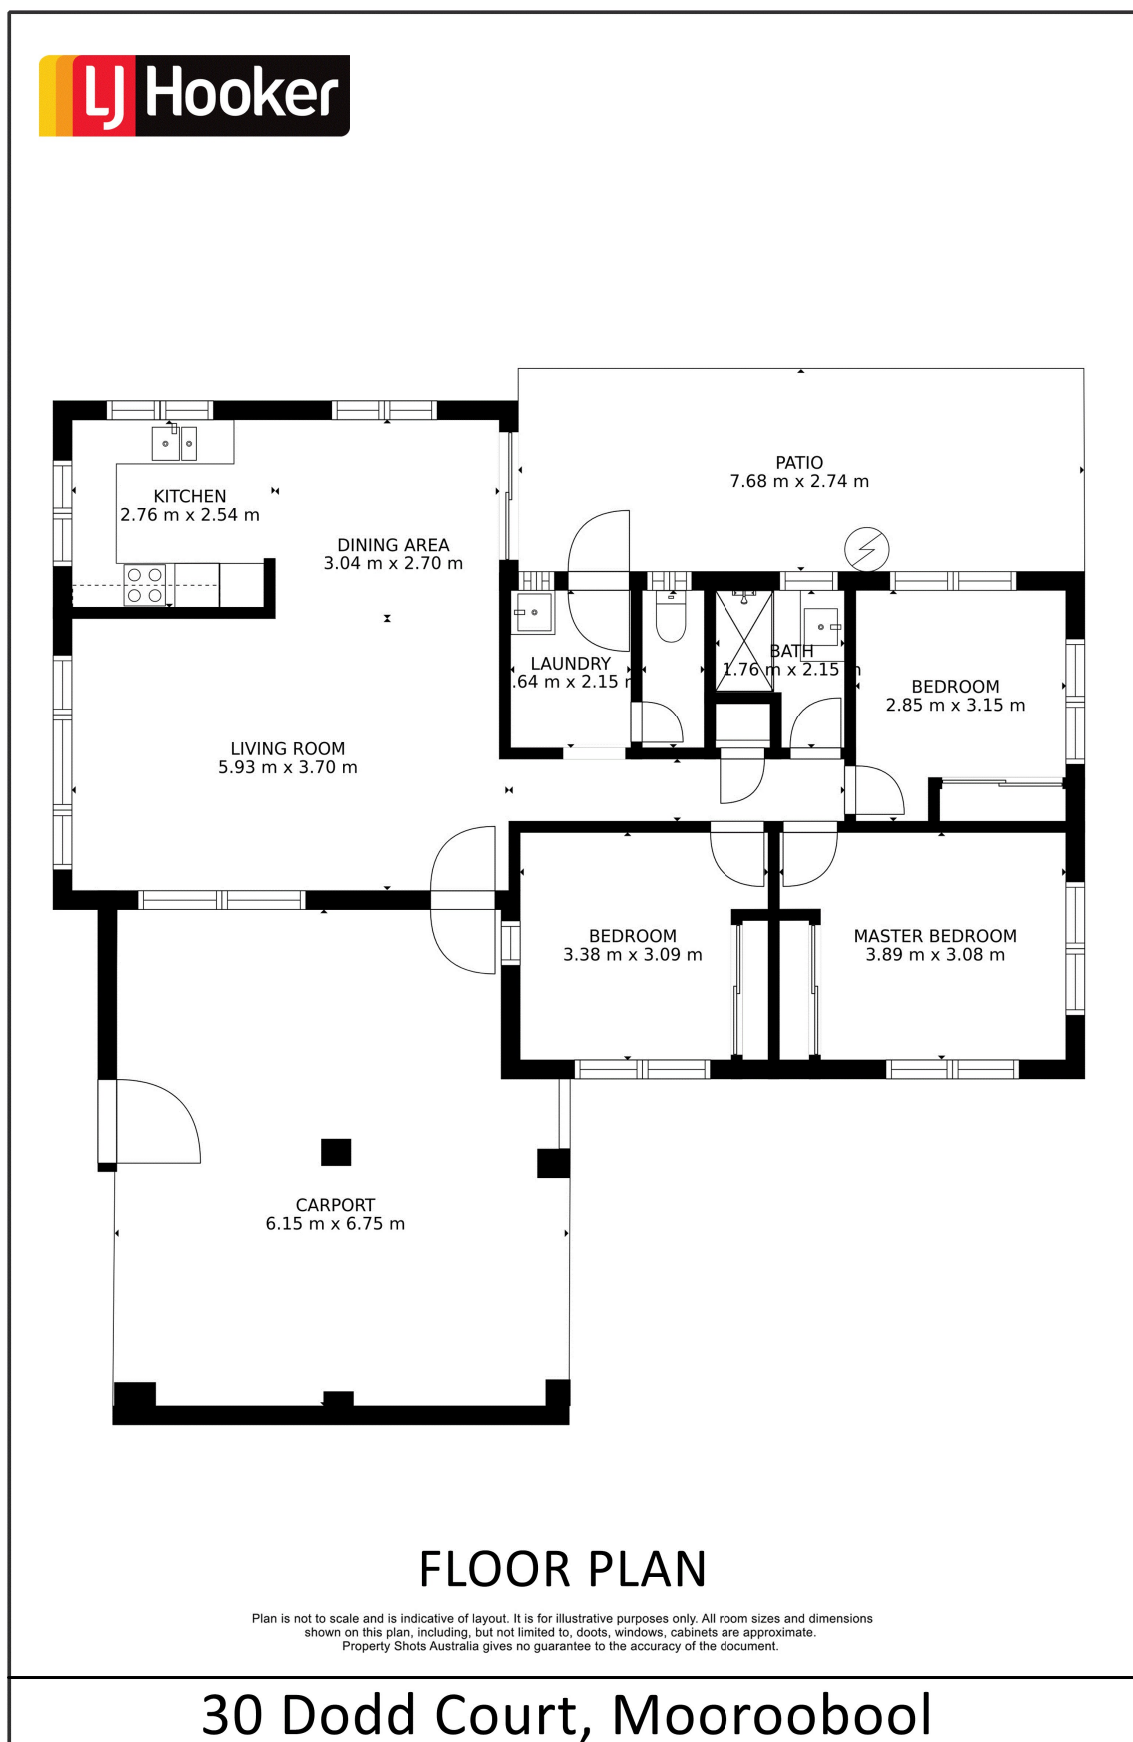 LJ Hooker
PATIO
7.68 m x 2.74 m
KITCHEN
2.76 m x 2.54 m
DINING AREA
3.04 m x 2.70 m
LAUNDRY
.64 m x 2.15 m
BATH
1.76 m x 2.15 m
BEDROOM
2.85 m x 3.15 m
LIVING ROOM
5.93 m x 3.70 m
BEDROOM
3.38 m x 3.09 m
MASTER BEDROOM
3.89 m x 3.08 m
CARPORT
6.15 m x 6.75 m
FLOOR PLAN
Plan is not to scale and is indicative of layout. It is for illustrative purposes only. All room sizes and dimensions
shown on this plan, including, but not limited to, doots, windows, cabinets are approximate.
Property Shots Australia gives no guarantee to the accuracy of the document.
30 Dodd Court, Mooroobool